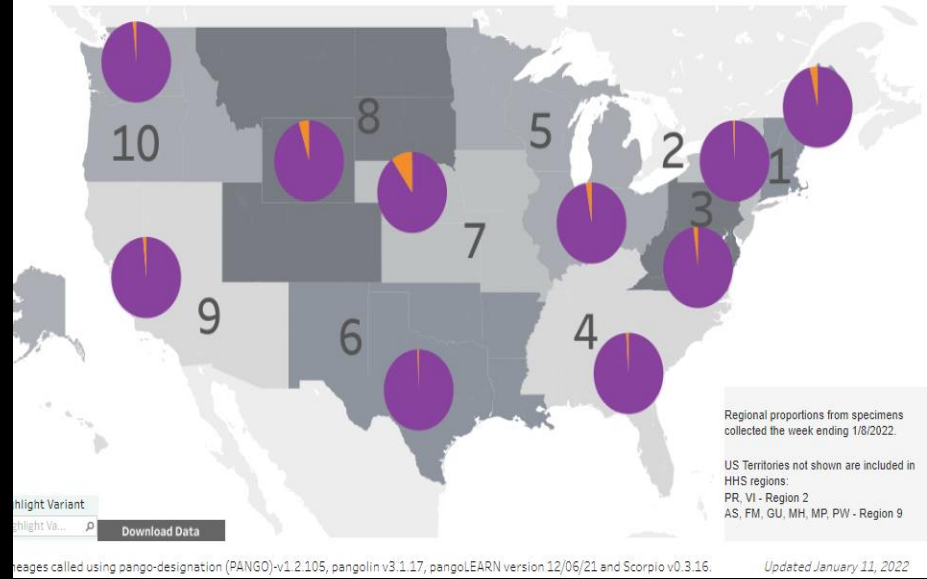 10
8
5
2
1
3
7
9
6
4
Regional proportions from specimens
collected the week ending 1/8/2022.
US Territories not shown are included in
HHS regions:
PR, VI - Region 2
AS, FM, GU, MH, MP, PW - Region 9
hlight Variant
ghlight Va...
Download Data
neages called using pango-designation (PANGO)-v1.2.105, pangolin v3.1.17, pangoLEARN version 12/06/21 and Scorpio v0.3.16.
Updated January 11, 2022